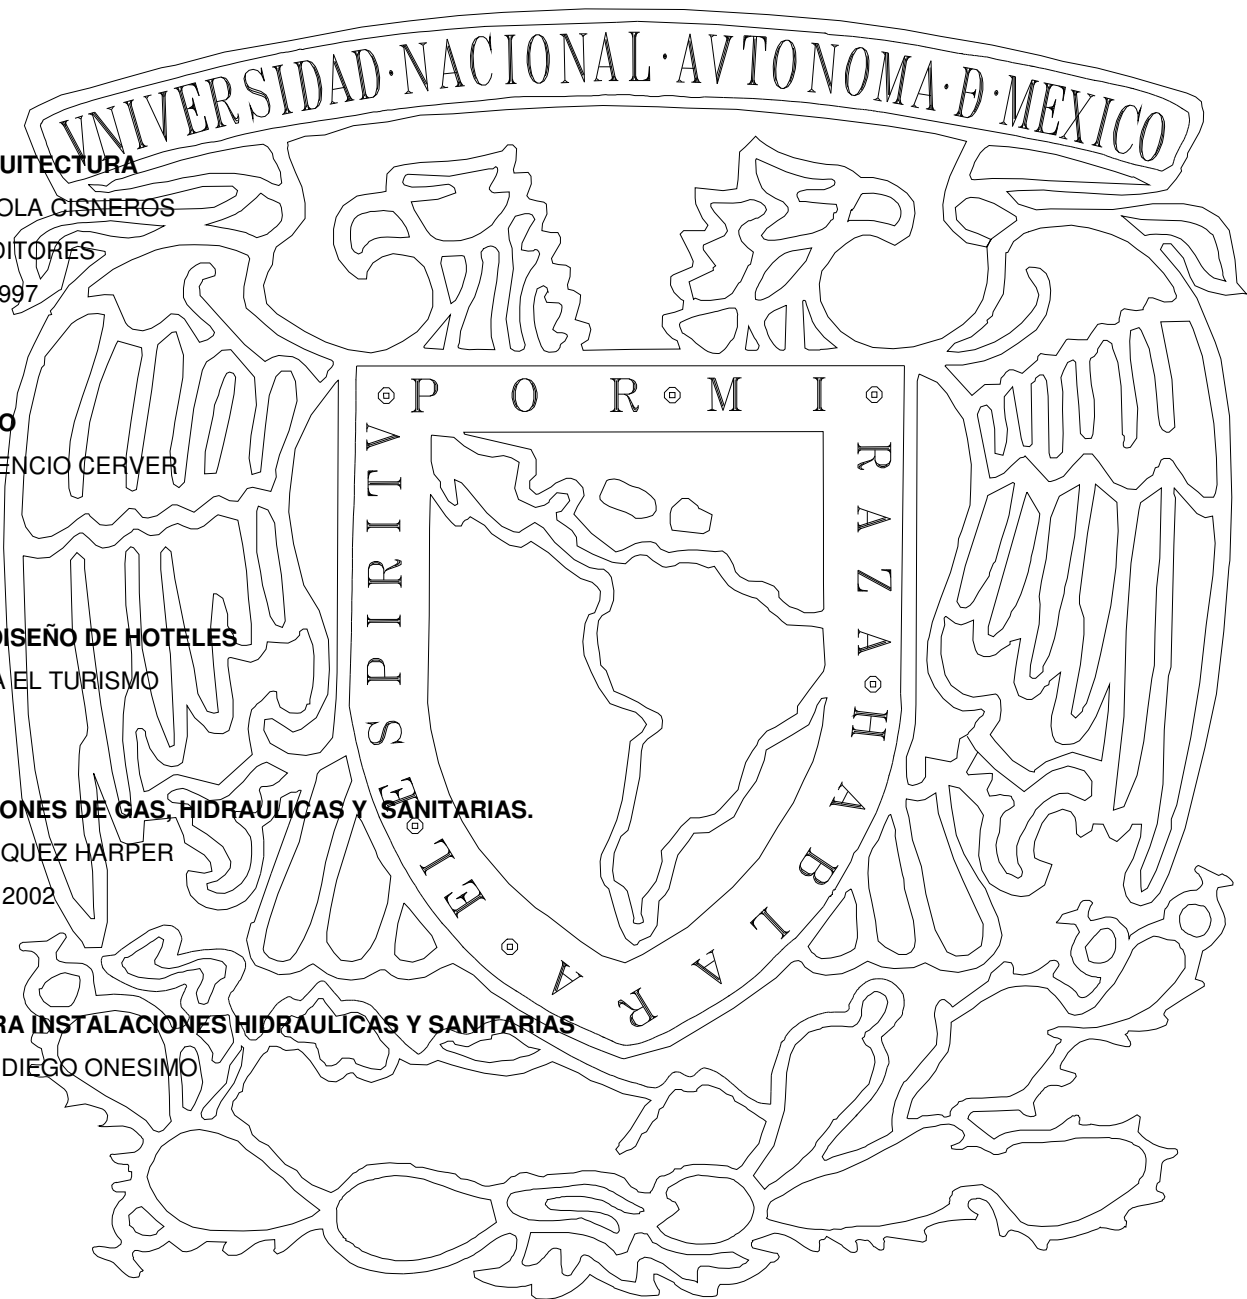 VNIVERSIDAD·NACIONAL·AVTONOMA·Đ·MEXICO
UITECTURA
OLA CISNEROS
DITORES
997
O
ENCIO CERVER
DISEÑO DE HOTELES
A EL TURISMO
ONES DE GAS, HIDRAULICAS Y SANITARIAS.
QUEZ HARPER
2002
RA INSTALACIONES HIDRAULICAS Y SANITARIAS
DIEGO ONESIMO
POR MI RAZA HABLARA EL ESPIRITV